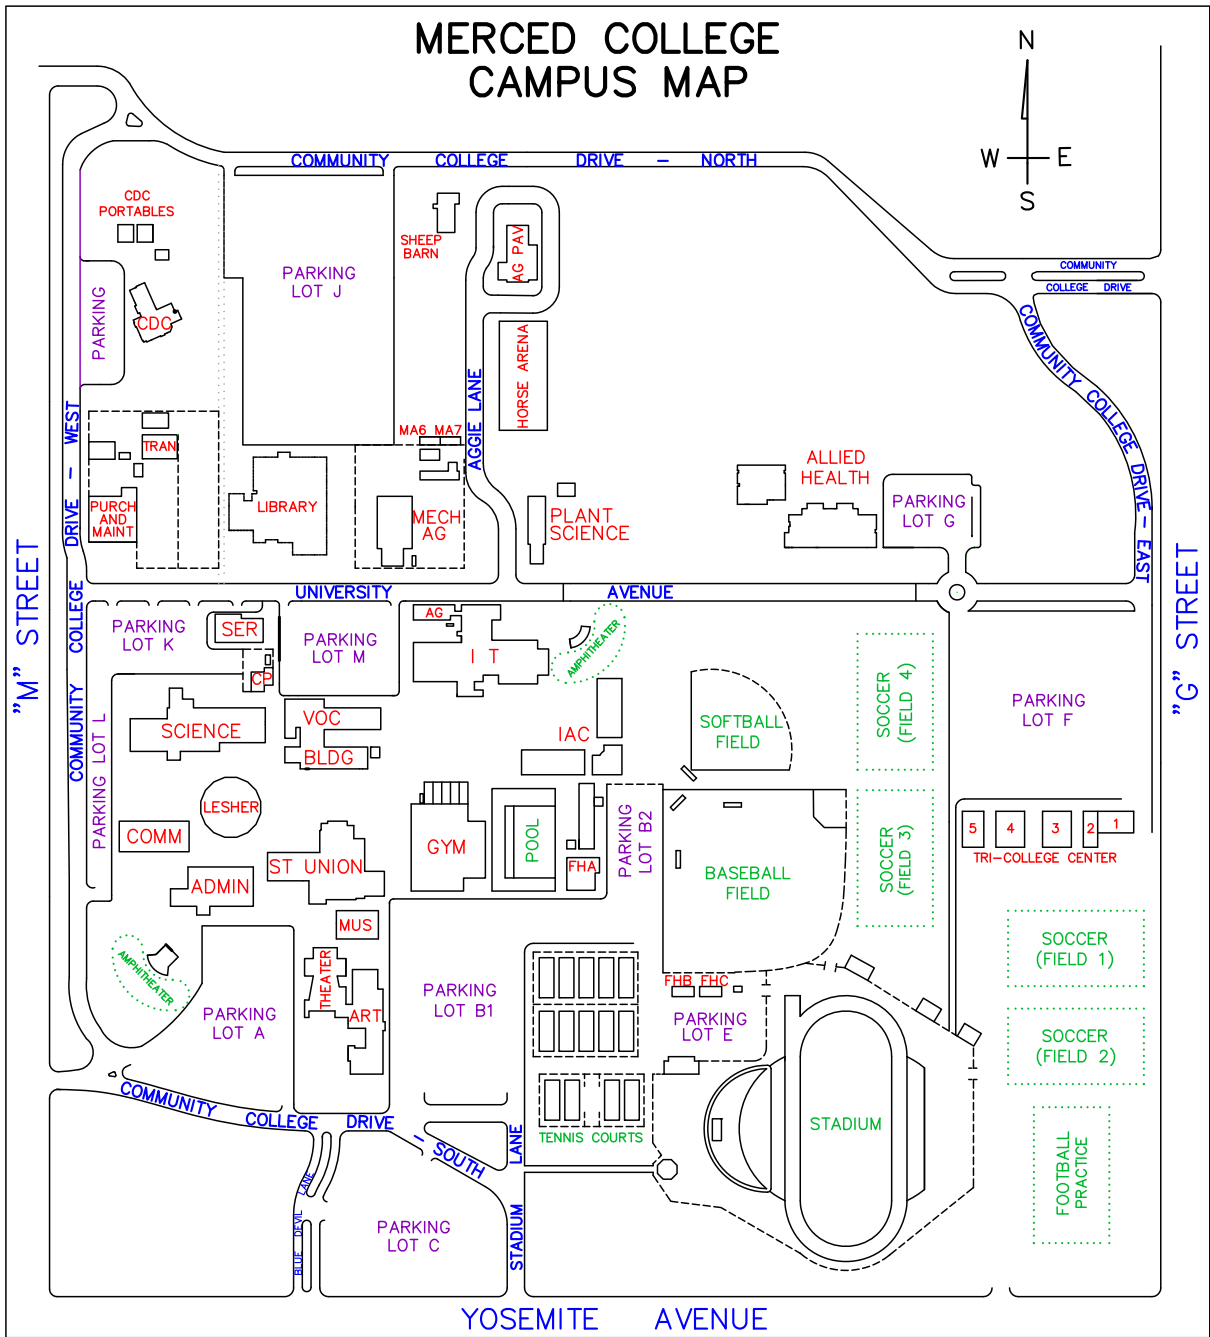 MERCED COLLEGE
CAMPUS MAP
N
W
E
S
COMMUNITY COLLEGE DRIVE - NORTH
CDC
PORTABLES
SHEEP
BARN
AG PAV
PARKING
LOT J
COMMUNITY
COLLEGE DRIVE
PARKING
CDC
HORSE ARENA
AGGIE LANE
COMMUNITY COLLEGE DRIVE - EAST
MA6 MA7
TRAN
LIBRARY
PURCH
AND
MAINT
MECH
AG
PLANT
SCIENCE
ALLIED
HEALTH
PARKING
LOT G
"M" STREET
"G" STREET
COMMUNITY COLLEGE DRIVE - WEST
UNIVERSITY AVENUE
PARKING
LOT K
SER
PARKING
LOT M
AG
I T
AMPHITHEATER
CP
SOCCER
(FIELD 4)
PARKING
LOT F
PARKING LOT L
SCIENCE
VOC
BLDG
IAC
SOFTBALL
FIELD
LESHER
COMM
GYM
POOL
PARKING
LOT B2
SOCCER
(FIELD 3)
5
4
3
2
1
TRI-COLLEGE CENTER
ST UNION
FHA
ADMIN
BASEBALL
FIELD
MUS
SOCCER
(FIELD 1)
AMPHITHEATER
THEATER
ART
PARKING
LOT A
PARKING
LOT B1
FHB FHC
PARKING
LOT E
SOCCER
(FIELD 2)
COMMUNITY COLLEGE DRIVE - SOUTH
TENNIS COURTS
STADIUM
FOOTBALL
PRACTICE
BLUE DEVIL LANE
PARKING
LOT C
STADIUM LANE
YOSEMITE AVENUE